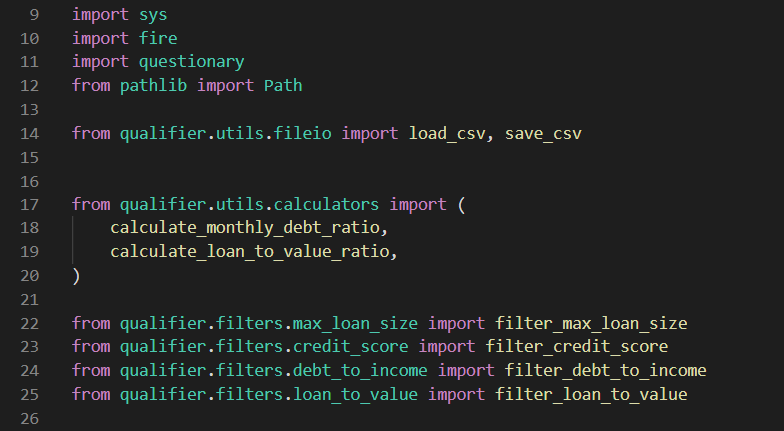 9 import sys
10 import fire
11 import questionary
12 from pathlib import Path
13
14 from qualifier.utils.fileio import load_csv, save_csv
15
16
17 from qualifier.utils.calculators import (
18     calculate_monthly_debt_ratio,
19     calculate_loan_to_value_ratio,
20 )
21
22 from qualifier.filters.max_loan_size import filter_max_loan_size
23 from qualifier.filters.credit_score import filter_credit_score
24 from qualifier.filters.debt_to_income import filter_debt_to_income
25 from qualifier.filters.loan_to_value import filter_loan_to_value
26